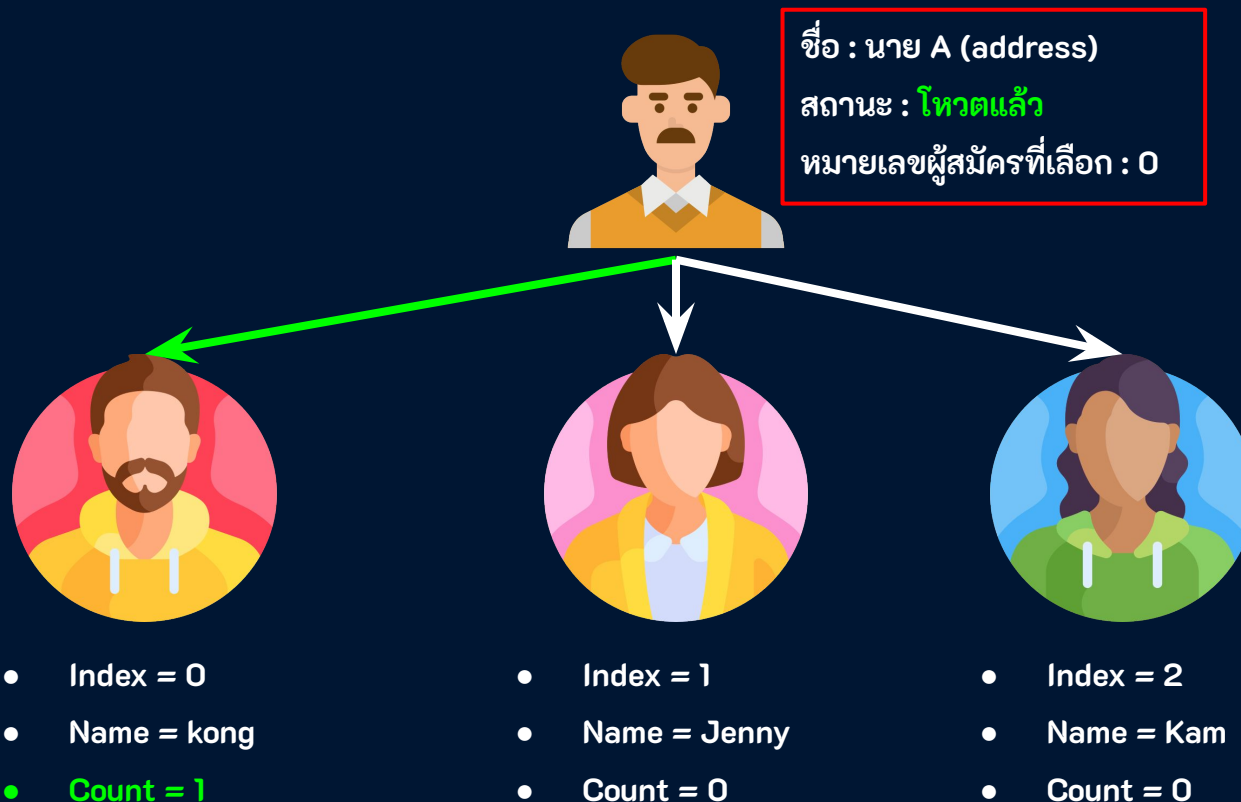 ชื่อ : นาย A (address)
สถานะ : โหวตแล้ว
หมายเลขผู้สมัครที่เลือก : 0
● Index = 0
● Name = kong
● Count = 1
● Index = 1
● Name = Jenny
● Count = 0
● Index = 2
● Name = Kam
● Count = 0